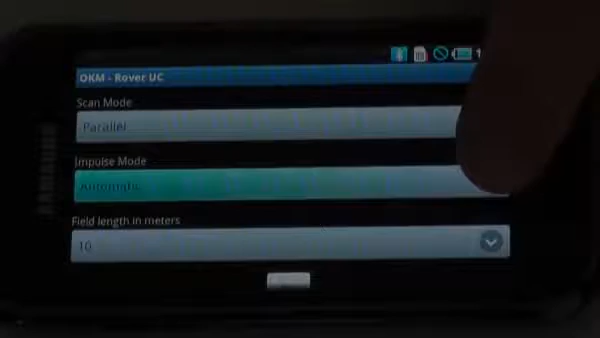 OKM - Rover UC
Scan Mode
Parallel
Impulse Mode
Automatic
Field length in meters
10